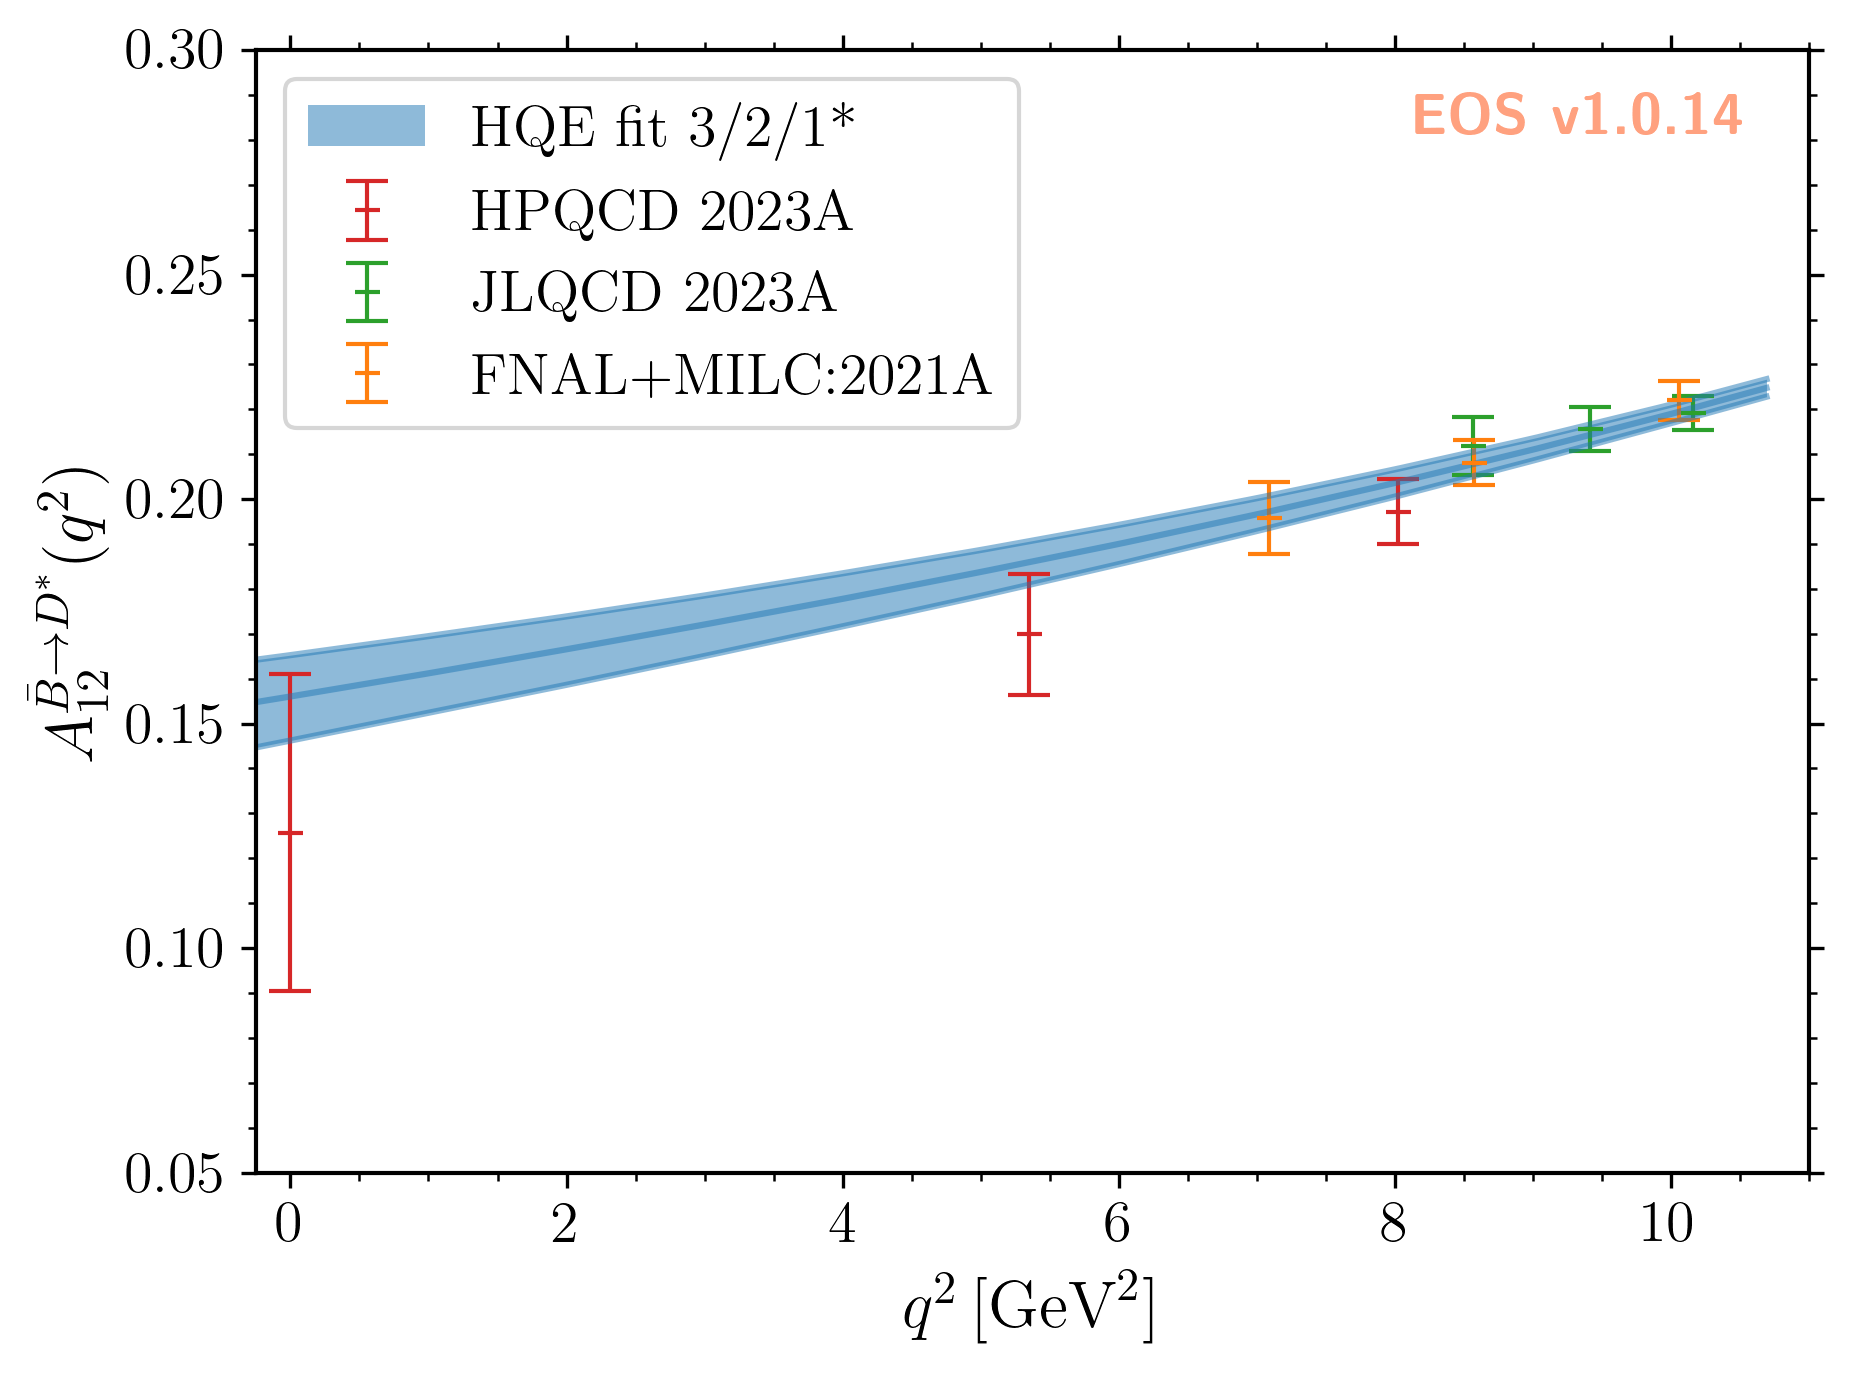 0.30
0.25
0.20
0.15
0.10
0.05
A_{12}^{\bar{B}→D^*}(q^2)
HQE fit 3/2/1*
HPQCD 2023A
JLQCD 2023A
FNAL+MILC:2021A
EOS v1.0.14
0 2 4 6 8 10
q^2 [GeV^2]